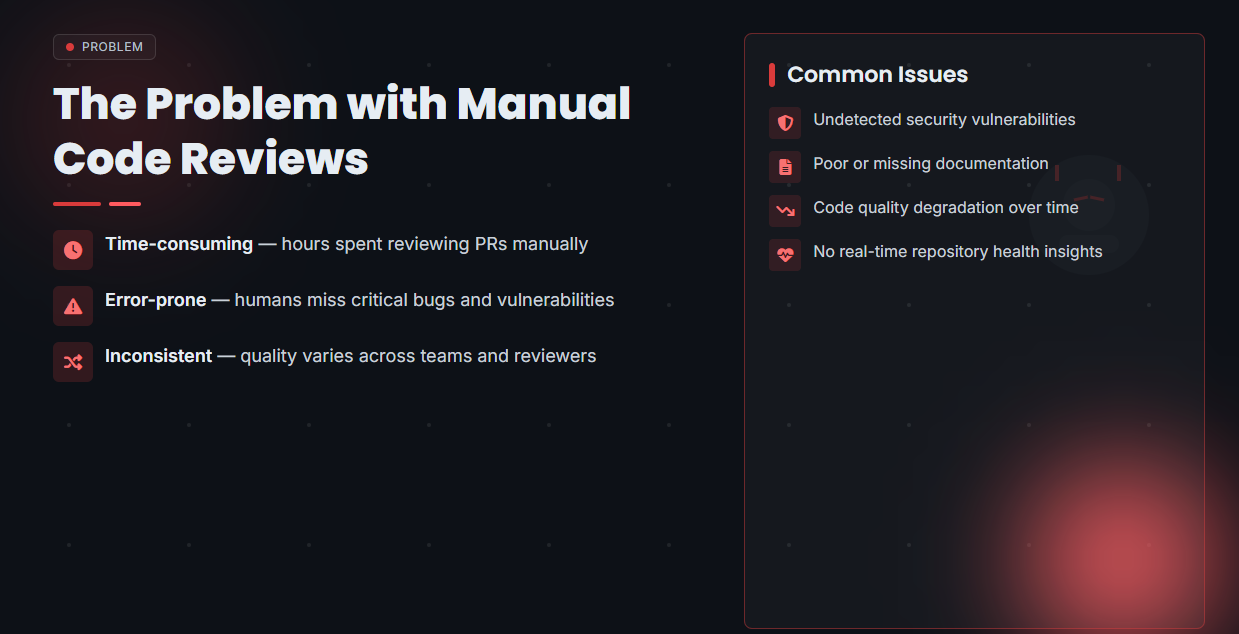 PROBLEM
The Problem with Manual
Code Reviews
Time-consuming — hours spent reviewing PRs manually
Error-prone — humans miss critical bugs and vulnerabilities
Inconsistent — quality varies across teams and reviewers
Common Issues
Undetected security vulnerabilities
Poor or missing documentation
Code quality degradation over time
No real-time repository health insights